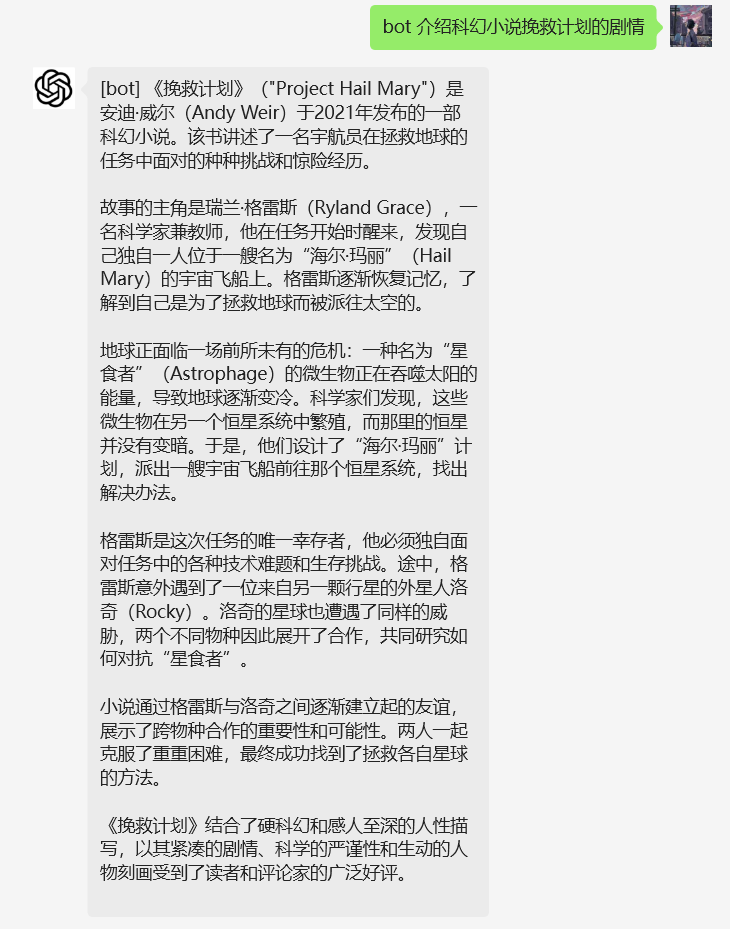 bot 介绍科幻小说挽救计划的剧情
[bot] 《挽救计划》（"Project Hail Mary"）是
安迪·威尔（Andy Weir）于2021年发布的一部
科幻小说。该书讲述了一名宇航员在拯救地球的
任务中面对的种种挑战和惊险经历。
故事的主角是瑞兰·格雷斯（Ryland Grace），一
名科学家兼教师，他在任务开始时醒来，发现自
己独自一人位于一艘名为“海尔·玛丽”（Hail
Mary）的宇宙飞船上。格雷斯逐渐恢复记忆，了
解到自己是为了拯救地球而被派往太空的。
地球正面临一场前所未有的危机：一种名为“星
食者”（Astrophage）的微生物正在吞噬太阳的
能量，导致地球逐渐变冷。科学家们发现，这些
微生物在另一个恒星系统中繁殖，而那里的恒星
并没有变暗。于是，他们设计了“海尔·玛丽”计
划，派出一艘宇宙飞船前往那个恒星系统，找出
解决办法。
格雷斯是这次任务的唯一幸存者，他必须独自面
对任务中的各种技术难题和生存挑战。途中，格
雷斯意外遇到了一位来自另一颗行星的外星人洛
奇（Rocky）。洛奇的星球也遭遇了同样的威
胁，两个不同物种因此展开了合作，共同研究如
何对抗“星食者”。
小说通过格雷斯与洛奇之间逐渐建立起的友谊，
展示了跨物种合作的重要性和可能性。两人一起
克服了重重困难，最终成功找到了拯救各自星球
的方法。
《挽救计划》结合了硬科幻和感人至深的人性描
写，以其紧凑的剧情、科学的严谨性和生动的人
物刻画受到了读者和评论家的广泛好评。